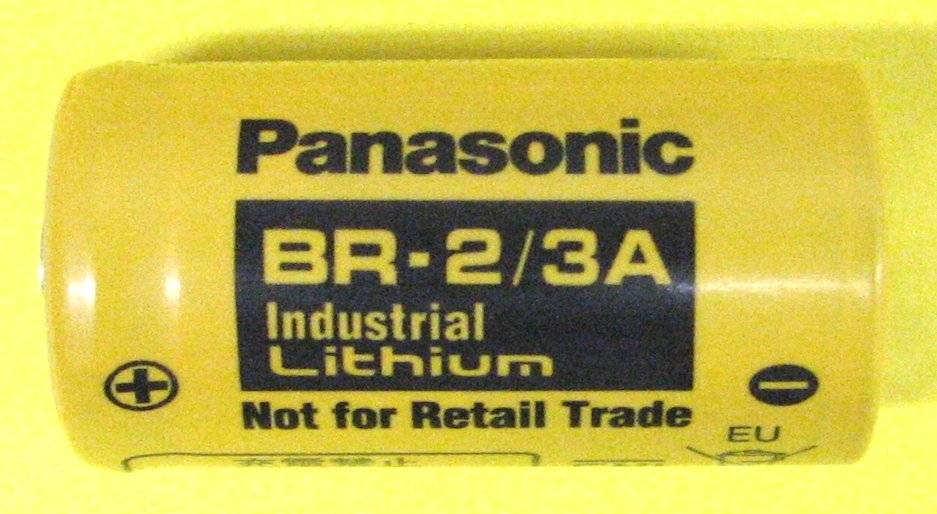 Panasonic
BR-2/3A
Industrial
Lithium
Not for Retail Trade
EU